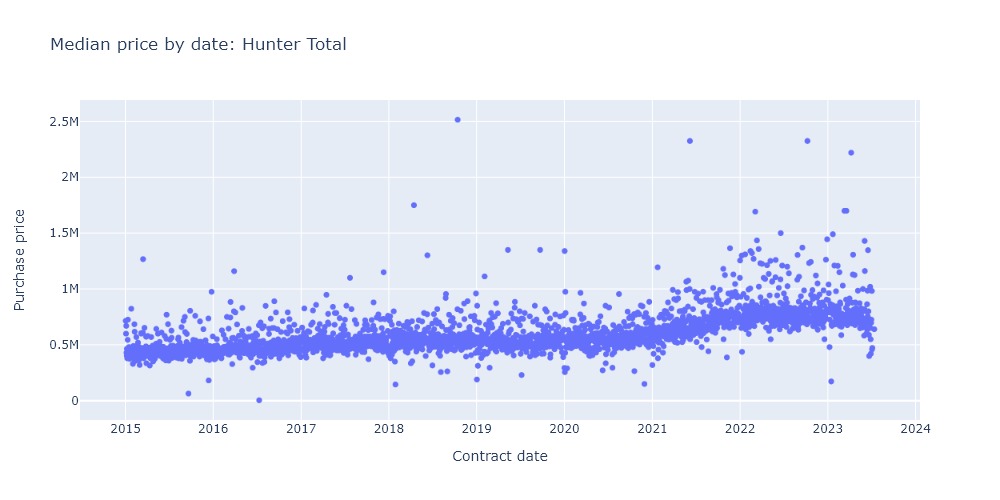 Median price by date: Hunter Total
2.5M
2M
1.5M
1M
0.5M
0
Purchase price
2015 2016 2017 2018 2019 2020 2021 2022 2023 2024
Contract date